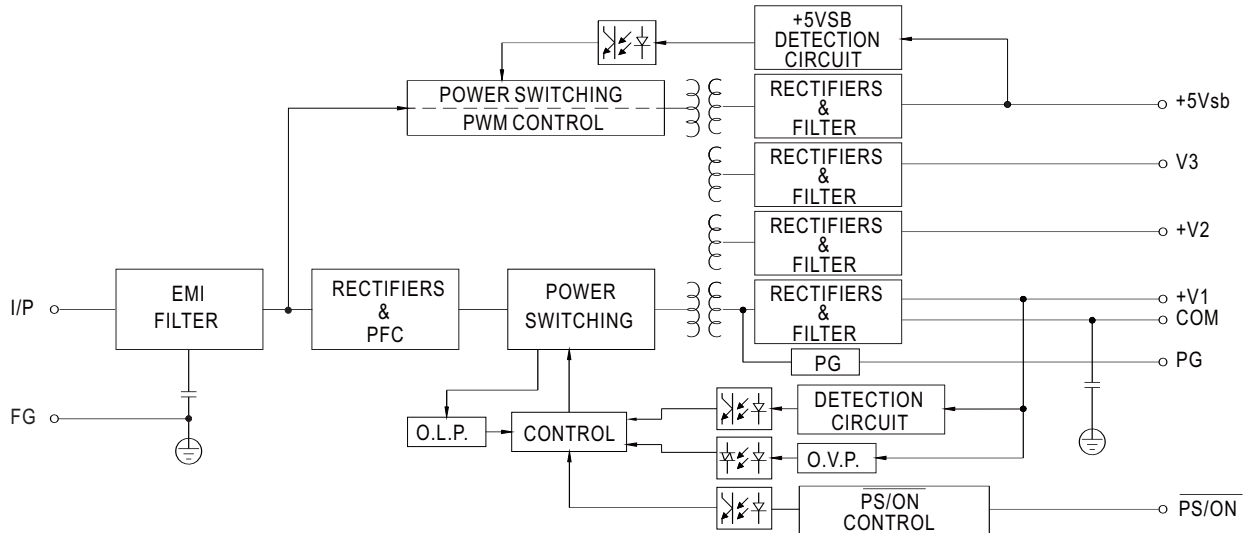 +5VSB
DETECTION
CIRCUIT
POWER SWITCHING
PWM CONTROL
RECTIFIERS
&
FILTER
+5Vsb
RECTIFIERS
&
FILTER
V3
RECTIFIERS
&
FILTER
+V2
I/P
EMI
FILTER
RECTIFIERS
&
PFC
POWER
SWITCHING
RECTIFIERS
&
FILTER
+V1
COM
PG
PG
FG
O.L.P.
CONTROL
DETECTION
CIRCUIT
O.V.P.
PS/ON
CONTROL
PS/ON